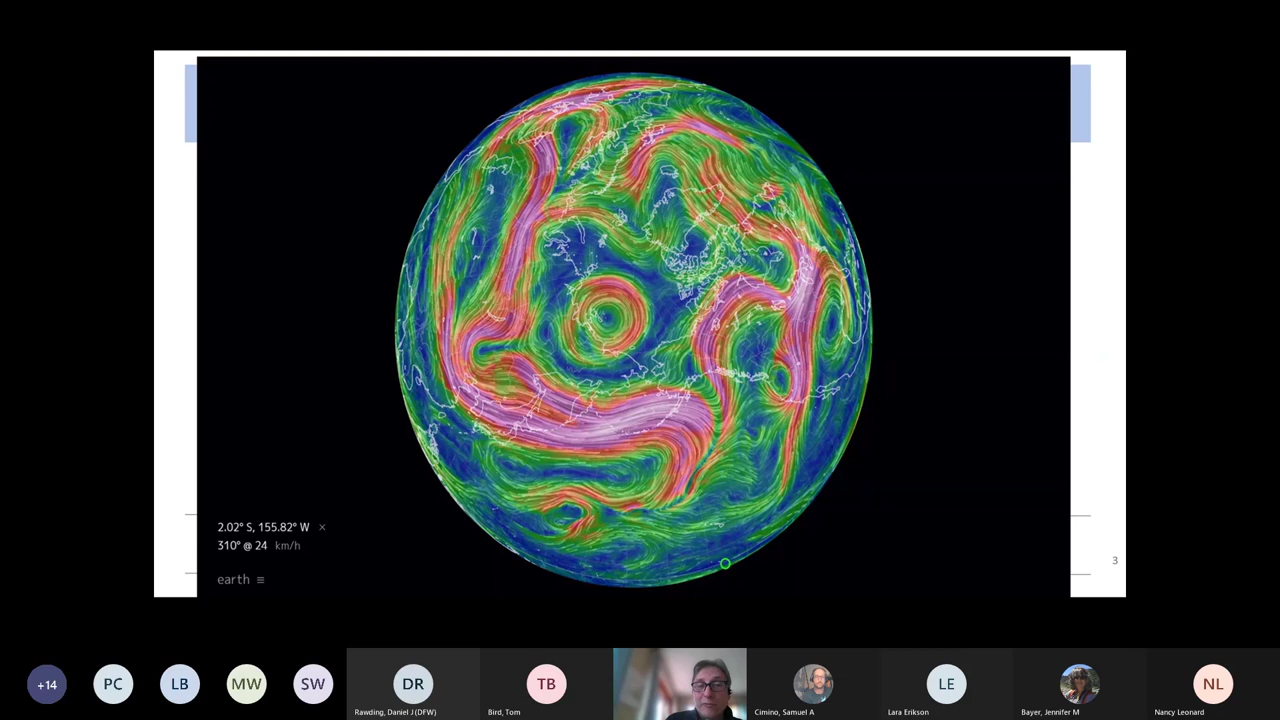 2.02° S, 155.82° W ×
310° @ 24 km/h
earth ≡
3
+14
PC
LB
MW
SW
DR
TB
LE
NL
Rawding, Daniel J (DFW)
Bird, Tom
Cimino, Samuel A
Lara Erikson
Bayer, Jennifer M
Nancy Leonard